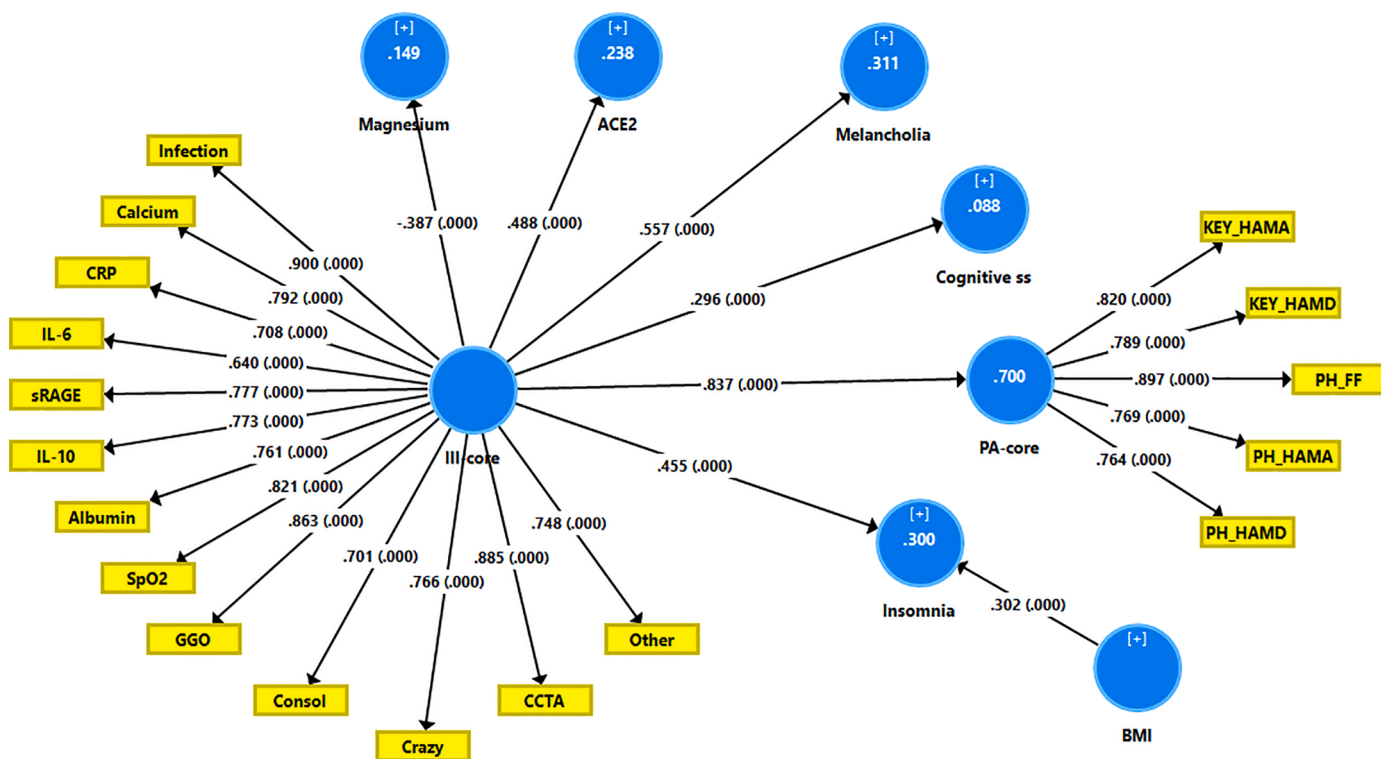 [+]
.149
Magnesium
[+]
.238
ACE2
[+]
.311
Melancholia
[+]
.088
Cognitive ss
Infection
Calcium
CRP
IL-6
sRAGE
IL-10
Albumin
SpO2
GGO
Consol
Crazy
CCTA
Other
-.387 (.000)
.488 (.000)
.557 (.000)
.296 (.000)
.900 (.000)
.792 (.000)
.708 (.000)
.640 (.000)
.777 (.000)
.773 (.000)
.761 (.000)
.821 (.000)
.863 (.000)
.701 (.000)
.766 (.000)
.885 (.000)
.748 (.000)
III-core
.837 (.000)
.455 (.000)
.700
PA-core
.820 (.000)
.789 (.000)
.897 (.000)
.769 (.000)
.764 (.000)
KEY_HAMA
KEY_HAMD
PH_FF
PH_HAMA
PH_HAMD
[+]
.300
Insomnia
.302 (.000)
[+]
BMI